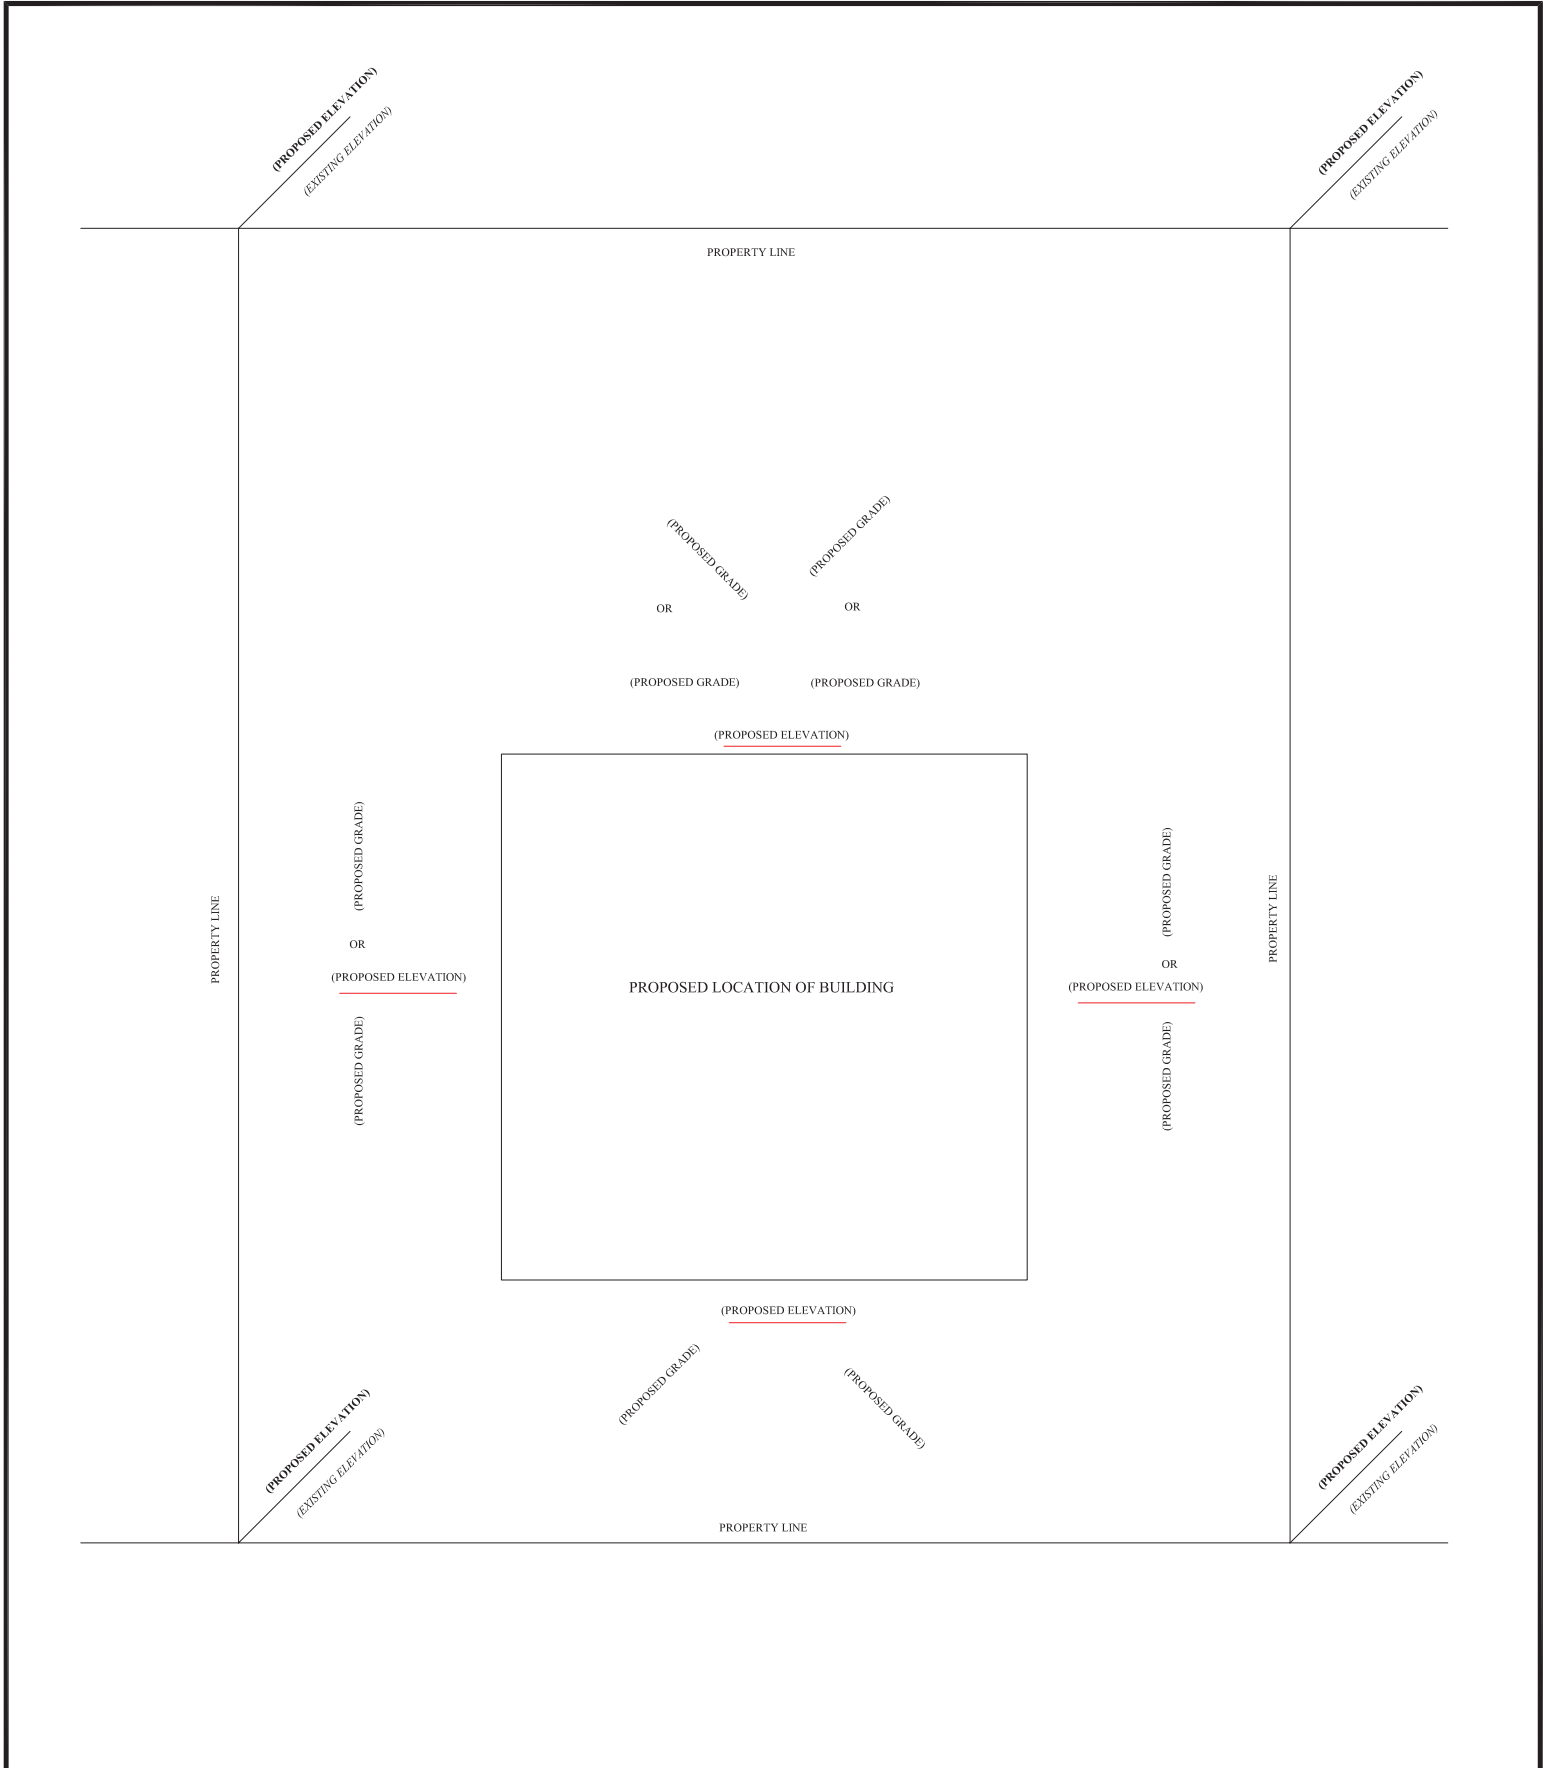 (PROPOSED ELEVATION)
(EXISTING ELEVATION)
(PROPOSED ELEVATION)
(EXISTING ELEVATION)
PROPERTY LINE
(PROPOSED GRADE)
(PROPOSED GRADE)
OR
OR
(PROPOSED GRADE)
(PROPOSED GRADE)
(PROPOSED ELEVATION)
PROPERTY LINE
(PROPOSED GRADE)
OR
(PROPOSED ELEVATION)
(PROPOSED GRADE)
PROPOSED LOCATION OF BUILDING
(PROPOSED GRADE)
OR
(PROPOSED ELEVATION)
(PROPOSED GRADE)
PROPERTY LINE
(PROPOSED ELEVATION)
(PROPOSED GRADE)
(PROPOSED GRADE)
(PROPOSED ELEVATION)
(EXISTING ELEVATION)
(PROPOSED ELEVATION)
(EXISTING ELEVATION)
PROPERTY LINE